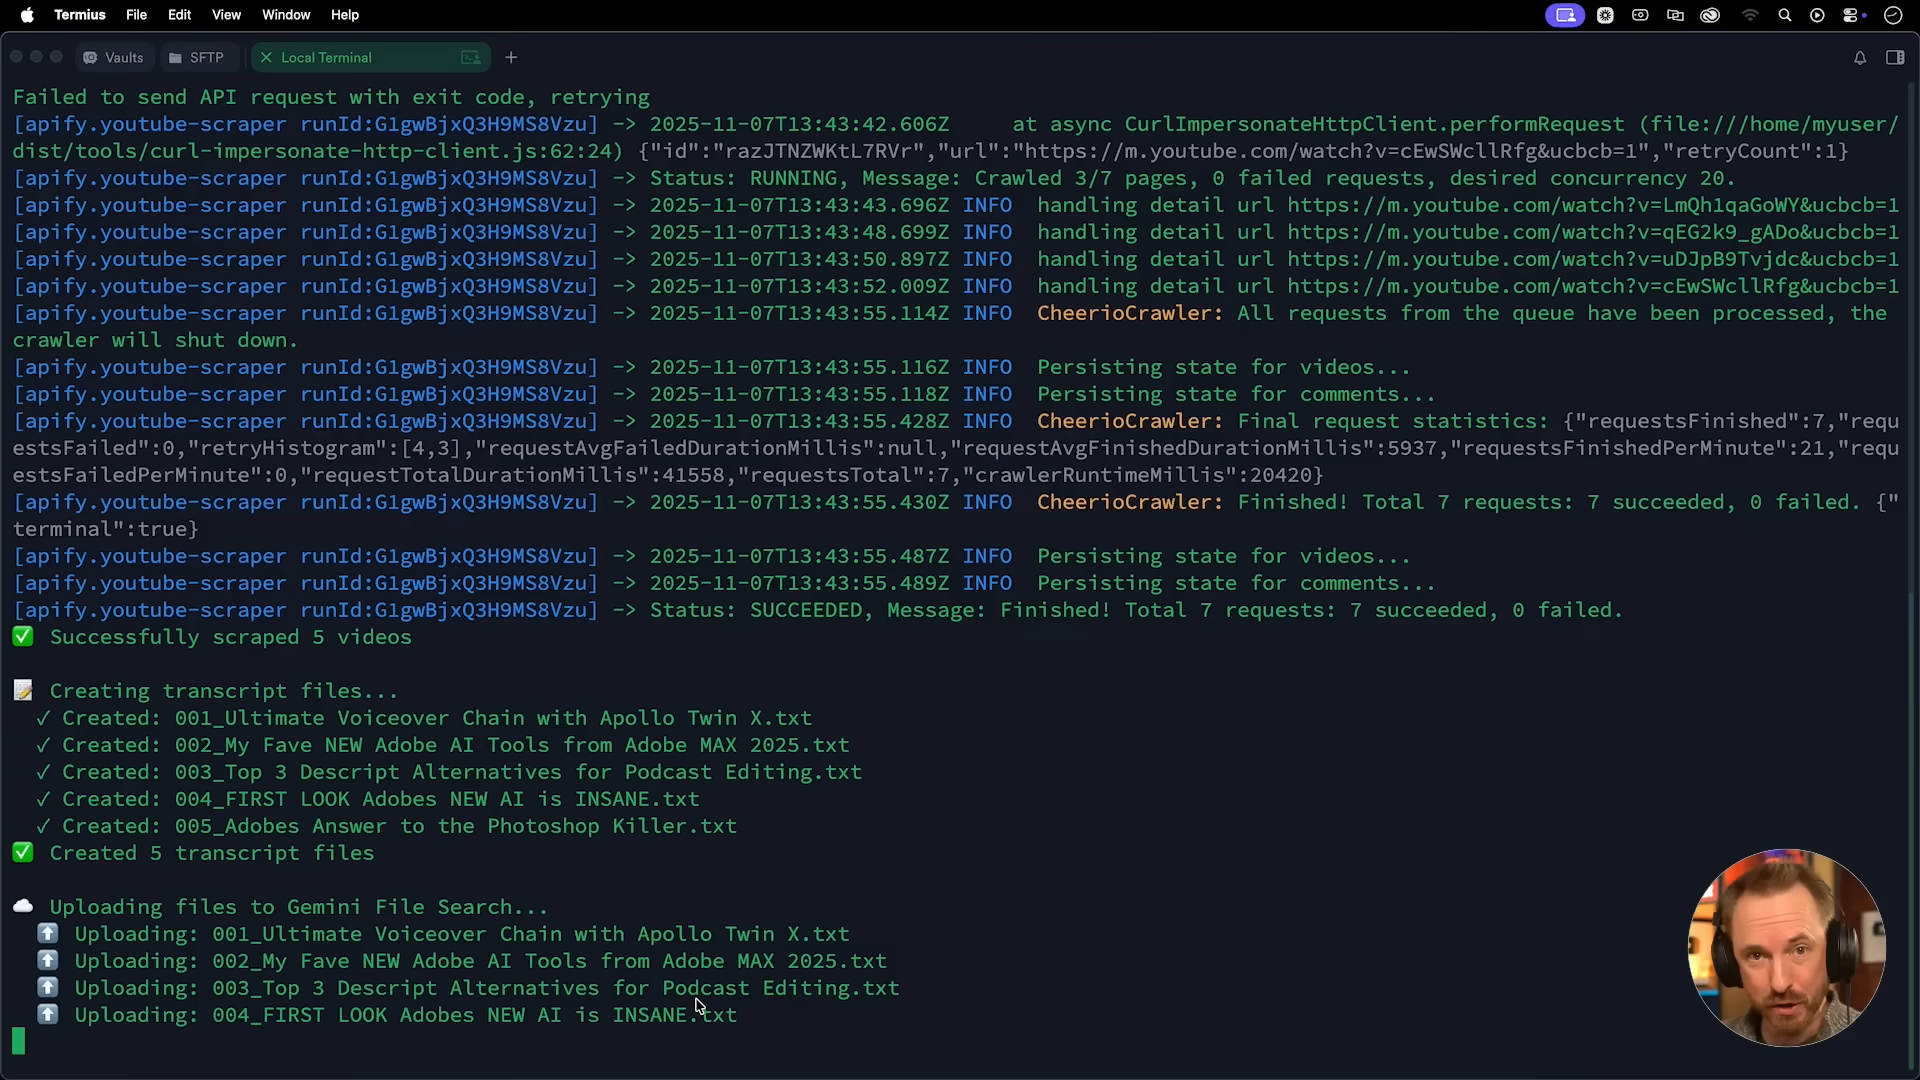 Termius File Edit View Window Help
Vaults SFTP Local Terminal
Failed to send API request with exit code, retrying
[apify.youtube-scraper runId:G1gwBjxQ3H9MS8Vzu] -> 2025-11-07T13:43:42.606Z     at async CurlImpersonateHttpClient.performRequest (file:///home/myuser/
dist/tools/curl-impersonate-http-client.js:62:24) {"id":"razJTNZWKtL7RVr","url":"https://m.youtube.com/watch?v=cEwSWcllRfg&ucbcb=1","retryCount":1}
[apify.youtube-scraper runId:G1gwBjxQ3H9MS8Vzu] -> Status: RUNNING, Message: Crawled 3/7 pages, 0 failed requests, desired concurrency 20.
[apify.youtube-scraper runId:G1gwBjxQ3H9MS8Vzu] -> 2025-11-07T13:43:43.696Z INFO  handling detail url https://m.youtube.com/watch?v=LmQh1qaGoWY&ucbcb=1
[apify.youtube-scraper runId:G1gwBjxQ3H9MS8Vzu] -> 2025-11-07T13:43:48.699Z INFO  handling detail url https://m.youtube.com/watch?v=qEG2k9_gADo&ucbcb=1
[apify.youtube-scraper runId:G1gwBjxQ3H9MS8Vzu] -> 2025-11-07T13:43:50.897Z INFO  handling detail url https://m.youtube.com/watch?v=uDJpB9Tvjdc&ucbcb=1
[apify.youtube-scraper runId:G1gwBjxQ3H9MS8Vzu] -> 2025-11-07T13:43:52.009Z INFO  handling detail url https://m.youtube.com/watch?v=cEwSWcllRfg&ucbcb=1
[apify.youtube-scraper runId:G1gwBjxQ3H9MS8Vzu] -> 2025-11-07T13:43:55.114Z INFO  CheerioCrawler: All requests from the queue have been processed, the
crawler will shut down.
[apify.youtube-scraper runId:G1gwBjxQ3H9MS8Vzu] -> 2025-11-07T13:43:55.116Z INFO  Persisting state for videos...
[apify.youtube-scraper runId:G1gwBjxQ3H9MS8Vzu] -> 2025-11-07T13:43:55.118Z INFO  Persisting state for comments...
[apify.youtube-scraper runId:G1gwBjxQ3H9MS8Vzu] -> 2025-11-07T13:43:55.428Z INFO  CheerioCrawler: Final request statistics: {"requestsFinished":7,"requ
estsFailed":0,"retryHistogram":[4,3],"requestAvgFailedDurationMillis":null,"requestAvgFinishedDurationMillis":5937,"requestsFinishedPerMinute":21,"requ
estsFailedPerMinute":0,"requestTotalDurationMillis":41558,"requestsTotal":7,"crawlerRuntimeMillis":20420}
[apify.youtube-scraper runId:G1gwBjxQ3H9MS8Vzu] -> 2025-11-07T13:43:55.430Z INFO  CheerioCrawler: Finished! Total 7 requests: 7 succeeded, 0 failed. {"
terminal":true}
[apify.youtube-scraper runId:G1gwBjxQ3H9MS8Vzu] -> 2025-11-07T13:43:55.487Z INFO  Persisting state for videos...
[apify.youtube-scraper runId:G1gwBjxQ3H9MS8Vzu] -> 2025-11-07T13:43:55.489Z INFO  Persisting state for comments...
[apify.youtube-scraper runId:G1gwBjxQ3H9MS8Vzu] -> Status: SUCCEEDED, Message: Finished! Total 7 requests: 7 succeeded, 0 failed.
✅ Successfully scraped 5 videos
📝 Creating transcript files...
✓ Created: 001_Ultimate Voiceover Chain with Apollo Twin X.txt
✓ Created: 002_My Fave NEW Adobe AI Tools from Adobe MAX 2025.txt
✓ Created: 003_Top 3 Descript Alternatives for Podcast Editing.txt
✓ Created: 004_FIRST LOOK Adobes NEW AI is INSANE.txt
✓ Created: 005_Adobes Answer to the Photoshop Killer.txt
✅ Created 5 transcript files
☁️ Uploading files to Gemini File Search...
⬆️ Uploading: 001_Ultimate Voiceover Chain with Apollo Twin X.txt
⬆️ Uploading: 002_My Fave NEW Adobe AI Tools from Adobe MAX 2025.txt
⬆️ Uploading: 003_Top 3 Descript Alternatives for Podcast Editing.txt
⬆️ Uploading: 004_FIRST LOOK Adobes NEW AI is INSANE.txt